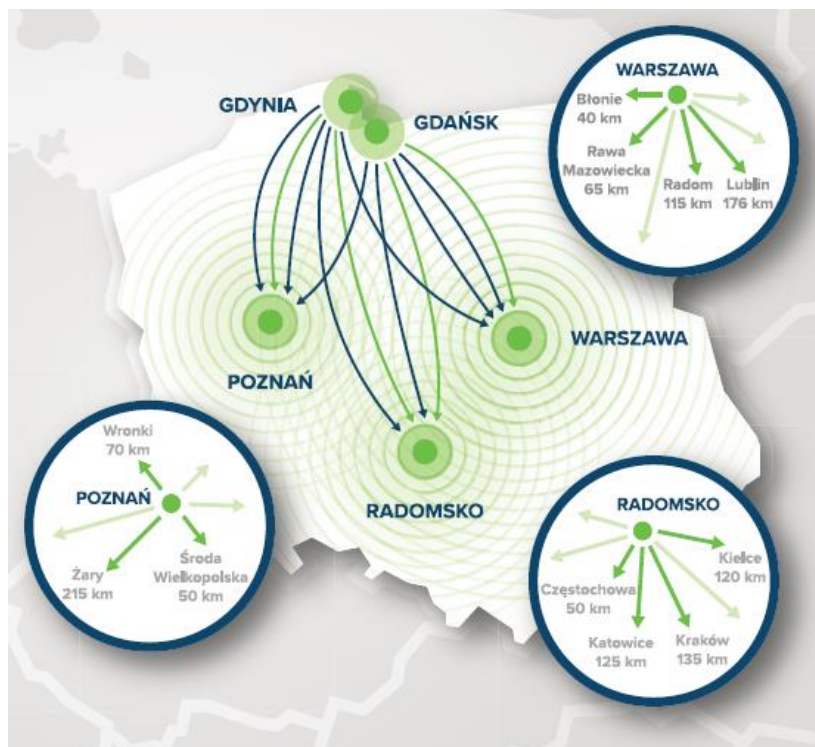 GDYNIA
GDAŃSK
WARSZAWA
Błonie
40 km
Rawa
Mazowiecka
65 km
Radom
115 km
Lublin
176 km
POZNAŃ
WARSZAWA
RADOMSKO
Wronki
70 km
POZNAŃ
Żary
215 km
Środa
Wielkopolska
50 km
RADOMSKO
Kielce
120 km
Częstochowa
50 km
Katowice
125 km
Kraków
135 km